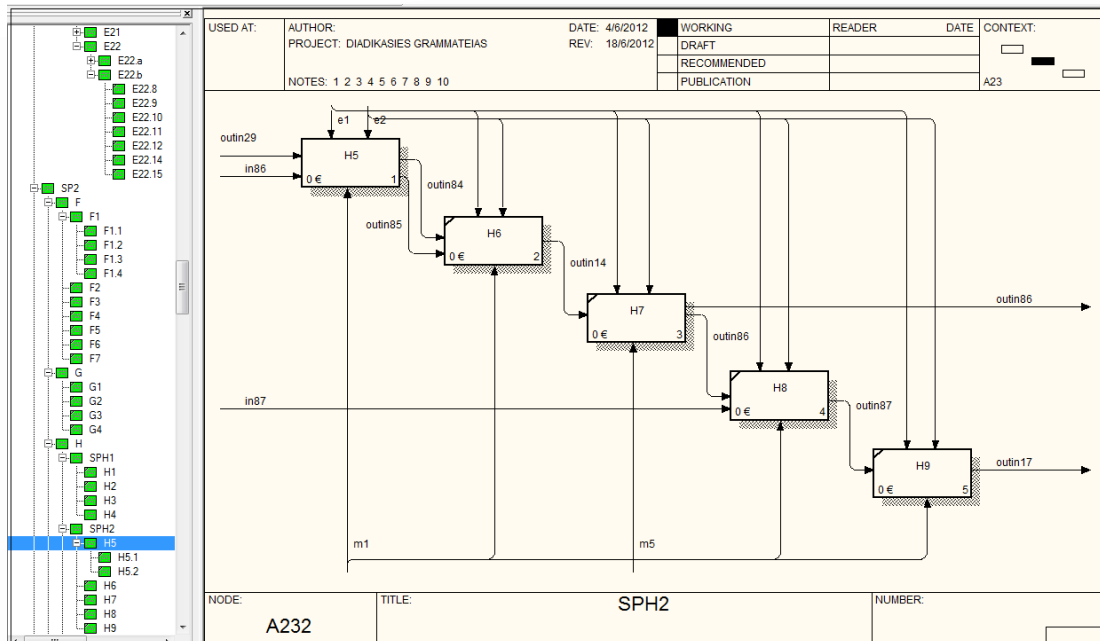 E21
E22
E22.a
E22.b
E22.8
E22.9
E22.10
E22.11
E22.12
E22.14
E22.15
SP2
F
F1
F1.1
F1.2
F1.3
F1.4
F2
F3
F4
F5
F6
F7
G
G1
G2
G3
G4
H
SPH1
H1
H2
H3
H4
SPH2
H5
H5.1
H5.2
H6
H7
H8
H9
USED AT:
AUTHOR:
DATE: 4/6/2012
PROJECT: DIADIKASIES GRAMMATEIAS
REV: 18/6/2012
NOTES: 1 2 3 4 5 6 7 8 9 10
WORKING
DRAFT
RECOMMENDED
PUBLICATION
READER DATE
CONTEXT:
A23
e1
e2
outin29
in86
H5
0 € 1
outin84
outin85
H6
0 € 2
outin14
H7
0 € 3
outin86
outin86
in87
H8
0 € 4
outin87
H9
0 € 5
outin17
m1
m5
NODE:
A232
TITLE:
SPH2
NUMBER: